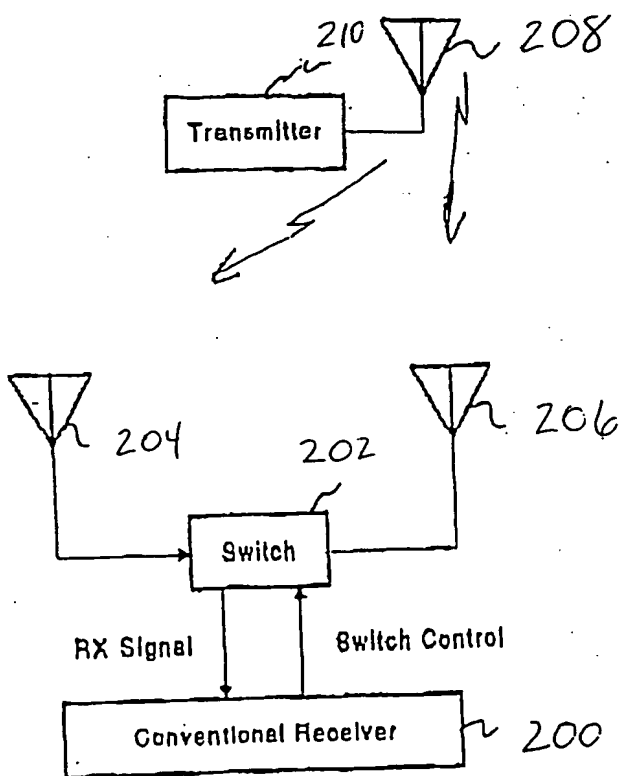 210
208
Transmitter
204
206
202
Switch
RX Signal
Switch Control
Conventional Receiver
200